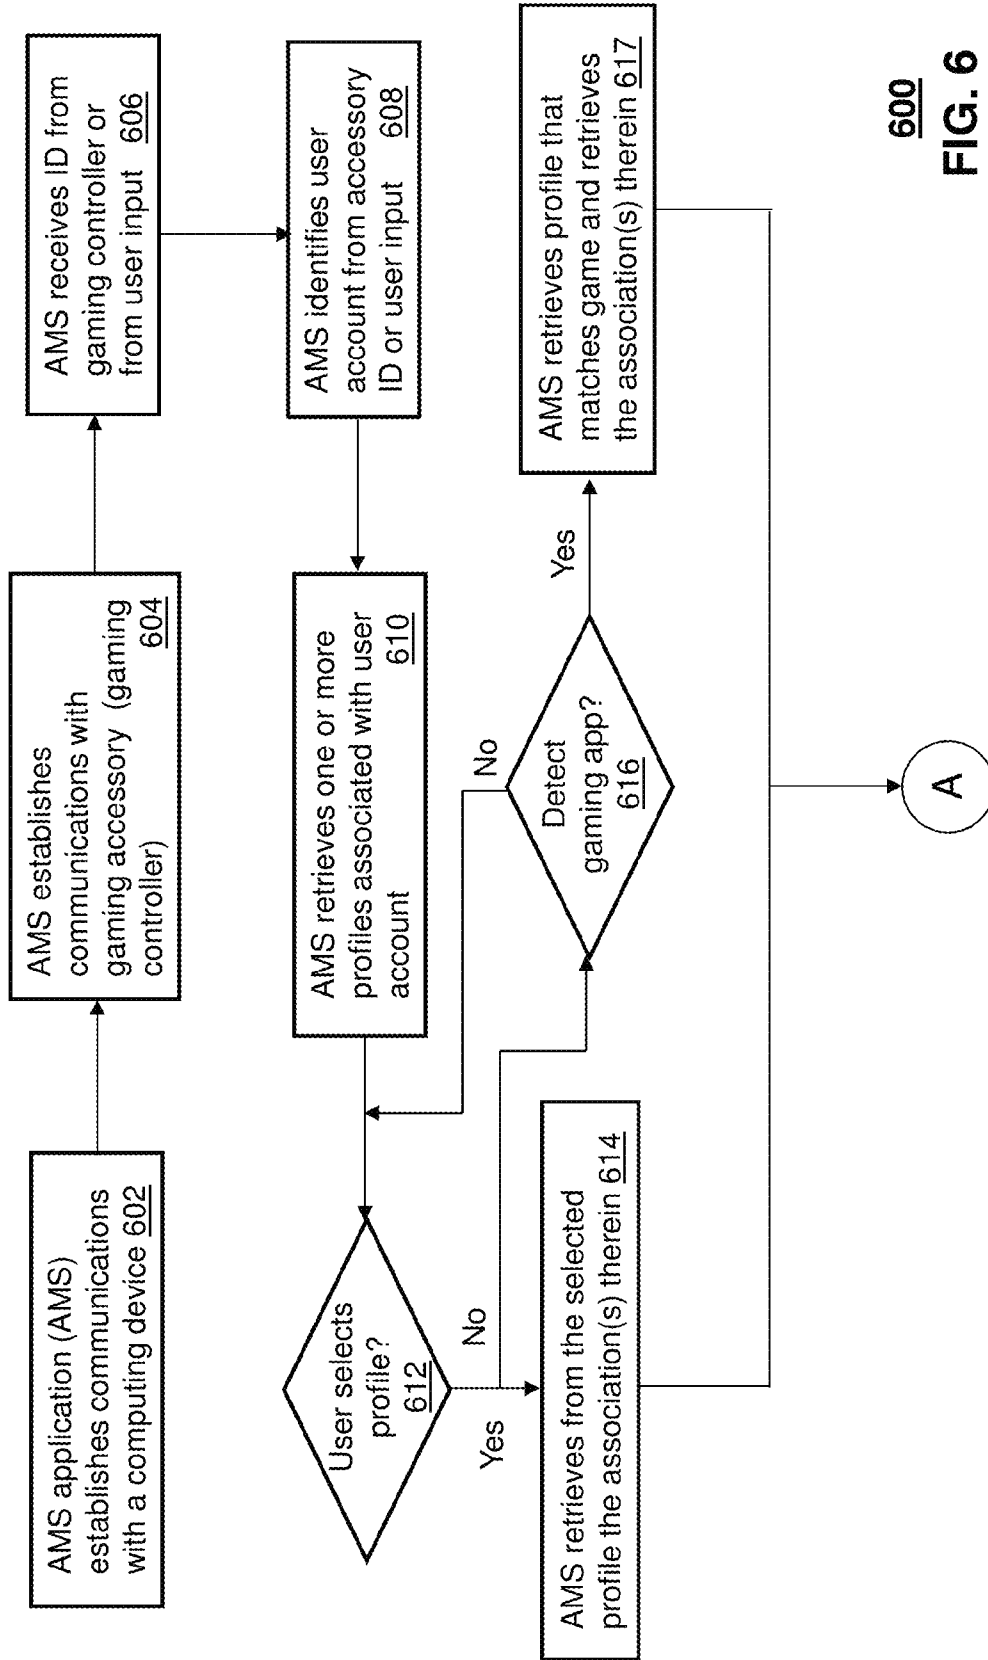 AMS application (AMS)
establishes communications
with a computing device 602
AMS establishes
communications with
gaming accessory (gaming
controller) 604
AMS receives ID from
gaming controller or
from user input 606
AMS identifies user
account from accessory
ID or user input 608
AMS retrieves one or more
profiles associated with user
account 610
User selects
profile?
612
No
Yes
AMS retrieves from the selected
profile the association(s) therein 614
Detect
gaming app?
616
No
Yes
AMS retrieves profile that
matches game and retrieves
the association(s) therein 617
A
600
FIG. 6